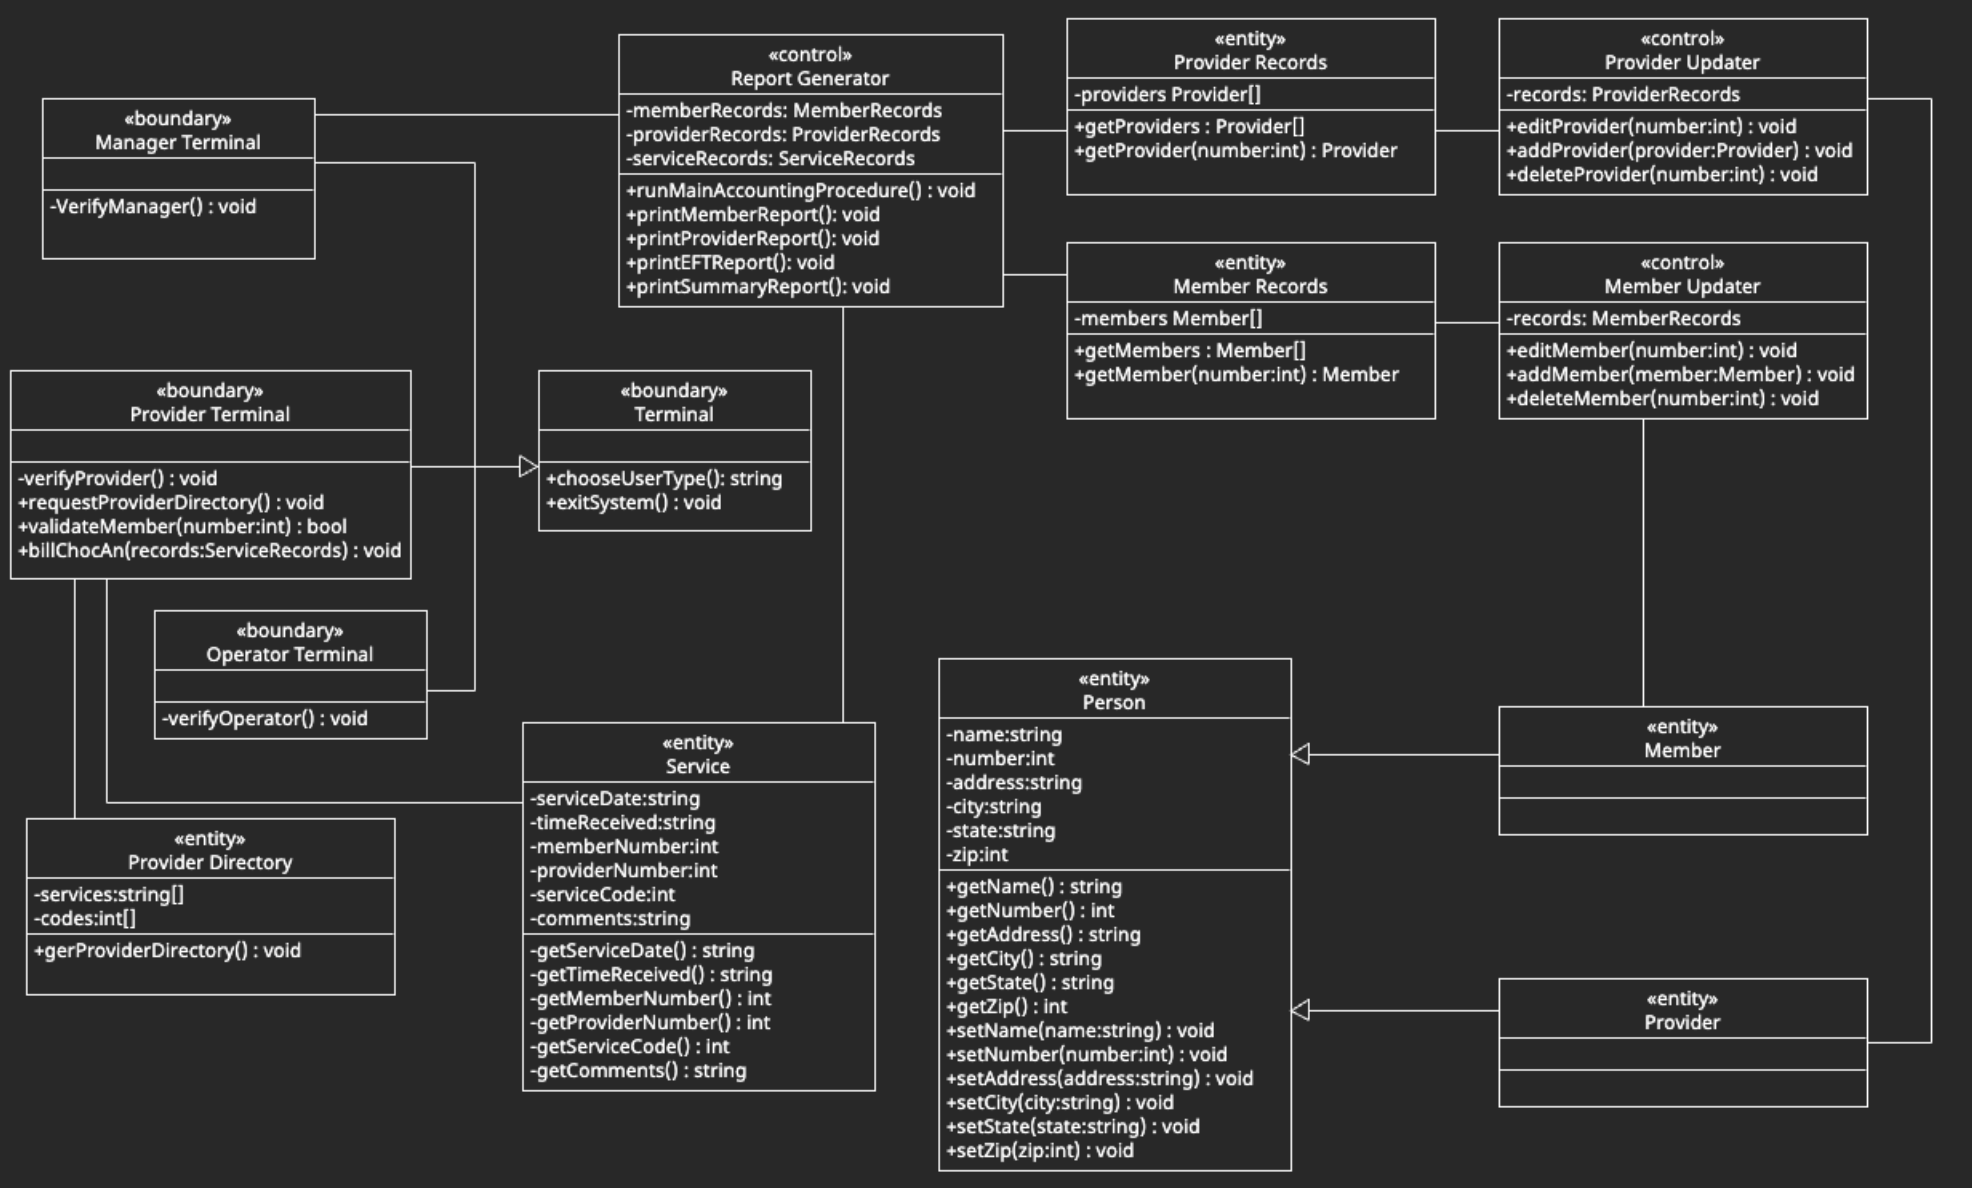 «boundary»
Manager Terminal
-VerifyManager() : void
«control»
Report Generator
-memberRecords: MemberRecords
-providerRecords: ProviderRecords
-serviceRecords: ServiceRecords
+runMainAccountingProcedure() : void
+printMemberReport(): void
+printProviderReport(): void
+printEFTReport(): void
+printSummaryReport(): void
«entity»
Provider Records
-providers Provider[]
+getProviders : Provider[]
+getProvider(number:int) : Provider
«control»
Provider Updater
-records: ProviderRecords
+editProvider(number:int) : void
+addProvider(provider:Provider) : void
+deleteProvider(number:int) : void
«entity»
Member Records
-members Member[]
+getMembers : Member[]
+getMember(number:int) : Member
«control»
Member Updater
-records: MemberRecords
+editMember(number:int) : void
+addMember(member:Member) : void
+deleteMember(number:int) : void
«boundary»
Provider Terminal
-verifyProvider() : void
+requestProviderDirectory() : void
+validateMember(number:int) : bool
+billChocAn(records:ServiceRecords) : void
«boundary»
Terminal
+chooseUserType(): string
+exitSystem() : void
«boundary»
Operator Terminal
-verifyOperator() : void
«entity»
Service
-serviceDate:string
-timeReceived:string
-memberNumber:int
-providerNumber:int
-serviceCode:int
-comments:string
-getServiceDate() : string
-getTimeReceived() : string
-getMemberNumber() : int
-getProviderNumber() : int
-getServiceCode() : int
-getComments() : string
«entity»
Provider Directory
-services:string[]
-codes:int[]
+gerProviderDirectory() : void
«entity»
Person
-name:string
-number:int
-address:string
-city:string
-state:string
-zip:int
+getName() : string
+getNumber() : int
+getAddress() : string
+getCity() : string
+getState() : string
+getZip() : int
+setName(name:string) : void
+setNumber(number:int) : void
+setAddress(address:string) : void
+setCity(city:string) : void
+setState(state:string) : void
+setZip(zip:int) : void
«entity»
Member
«entity»
Provider